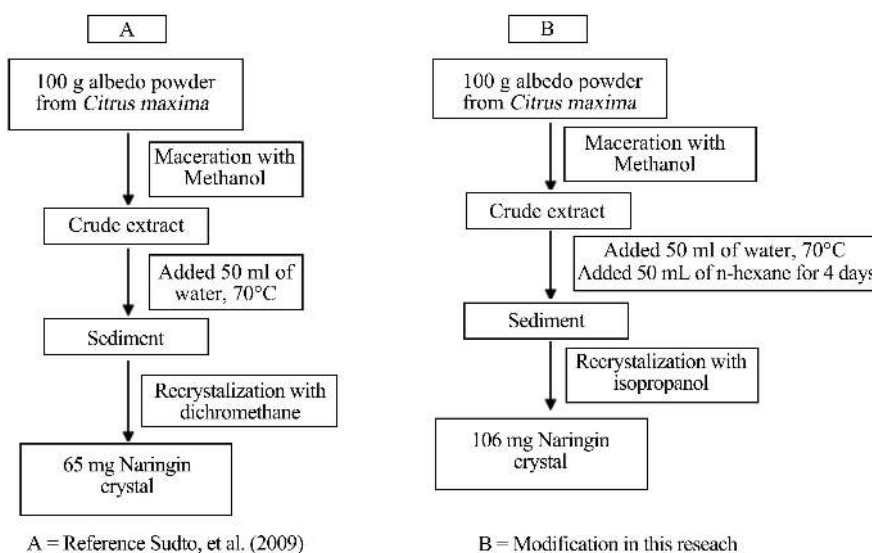 A
100 g albedo powder
from Citrus maxima
Maceration with
Methanol
Crude extract
Added 50 ml of
water, 70°C
Sediment
Recrystalization with
dichromethane
65 mg Naringin
crystal
A = Reference Sudto, et al. (2009)
B
100 g albedo powder
from Citrus maxima
Maceration with
Methanol
Crude extract
Added 50 ml of water, 70°C
Added 50 mL of n-hexane for 4 days
Sediment
Recrystalization with
isopropanol
106 mg Naringin
crystal
B = Modification in this reseach